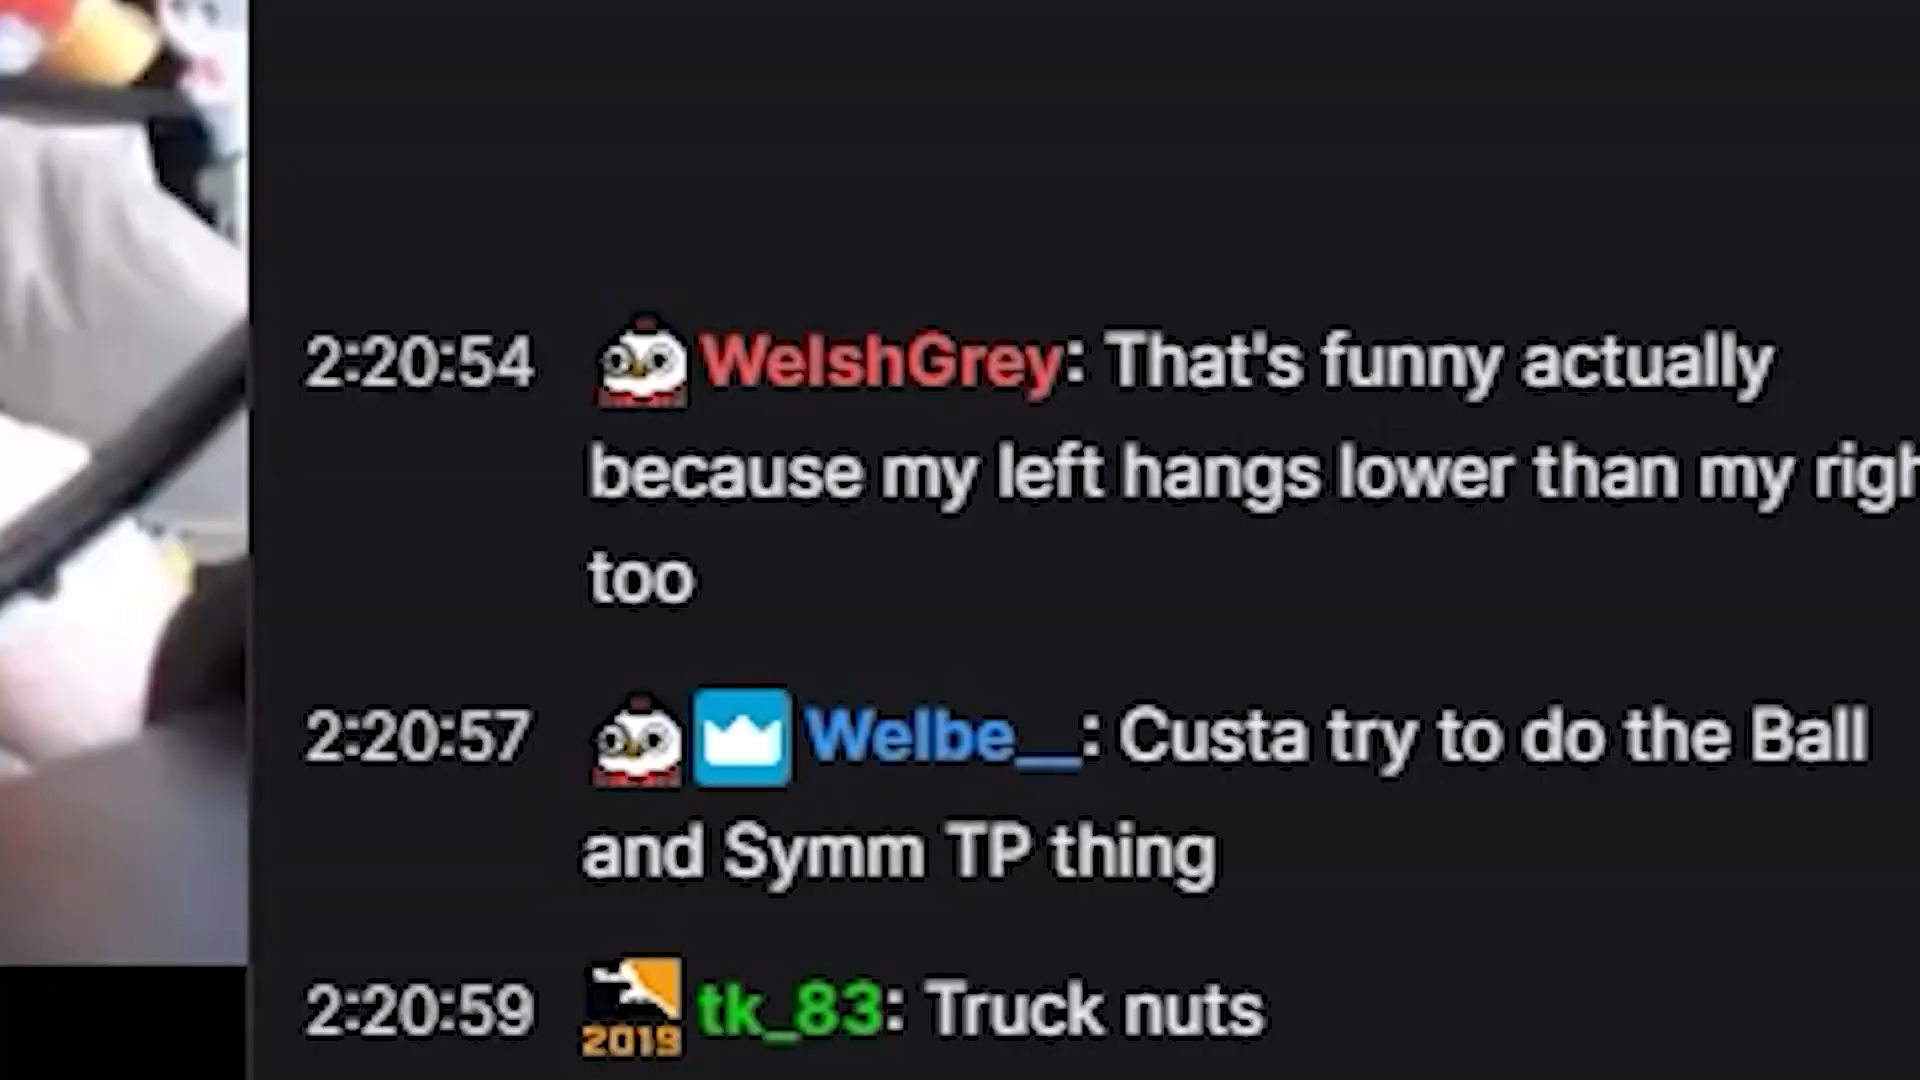 2:20:54 WelshGrey: That's funny actually
because my left hangs lower than my righ
too
2:20:57 Welbe__: Custa try to do the Ball
and Symm TP thing
2:20:59 2019 tk_83: Truck nuts